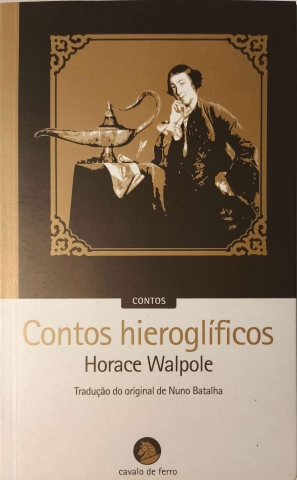 CONTOS
Contos hieroglíficos
Horace Walpole
Tradução do original de Nuno Batalha
cavalo de ferro